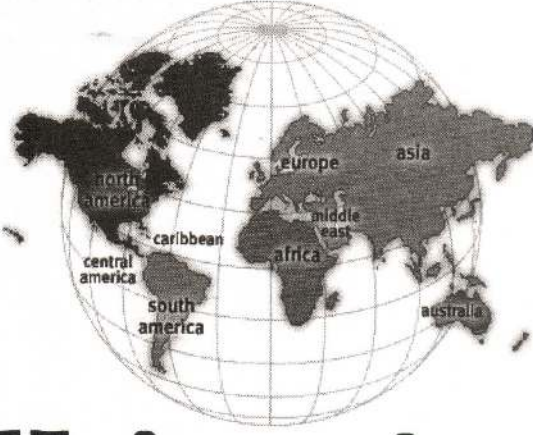 europe
asia
north
america
middle
east
caribbean
africa
central
america
south
america
australia